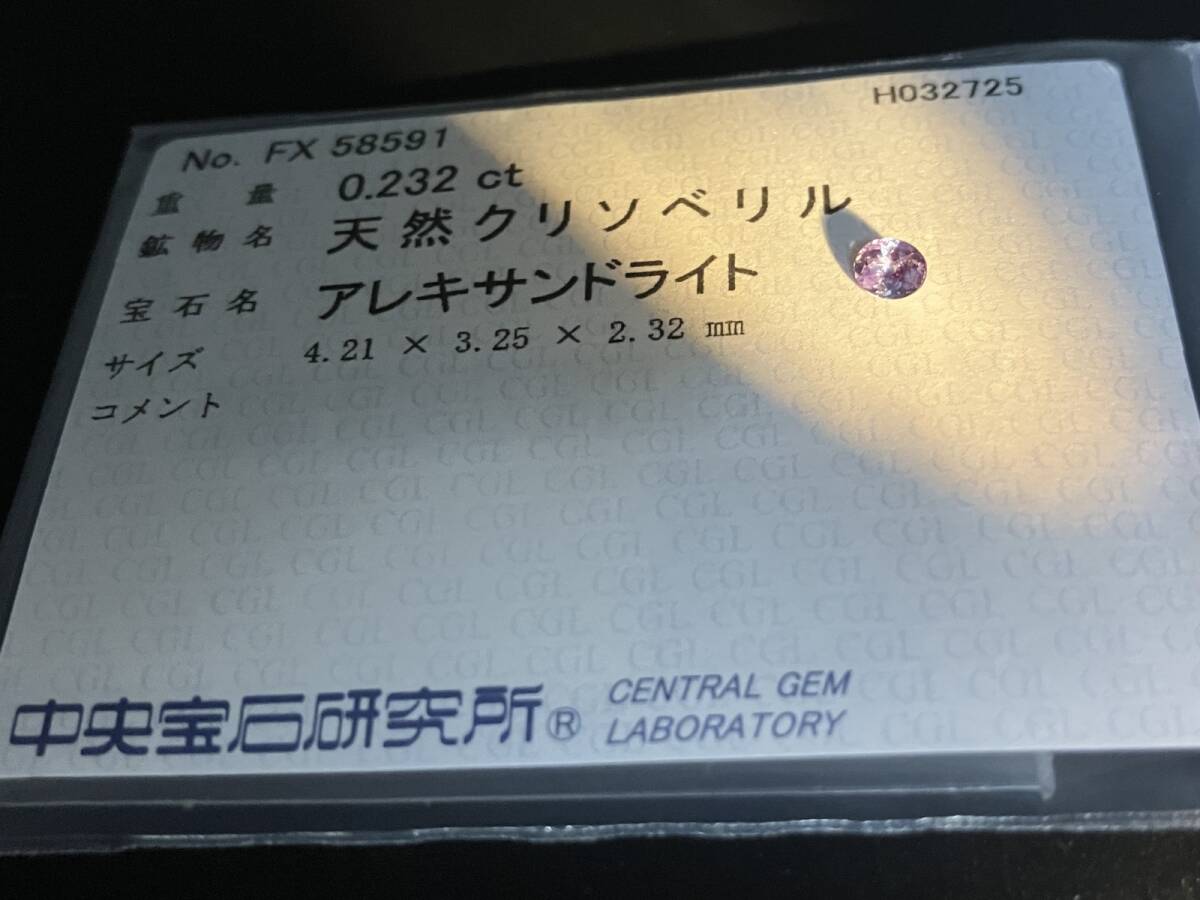 H032725
No. FX 58591
重量 0.232 ct
鉱物名 天然クリソベリル
宝石名 アレキサンドライト
サイズ 4.21 × 3.25 × 2.32 mm
コメント
中央宝石研究所® CENTRAL GEM
LABORATORY